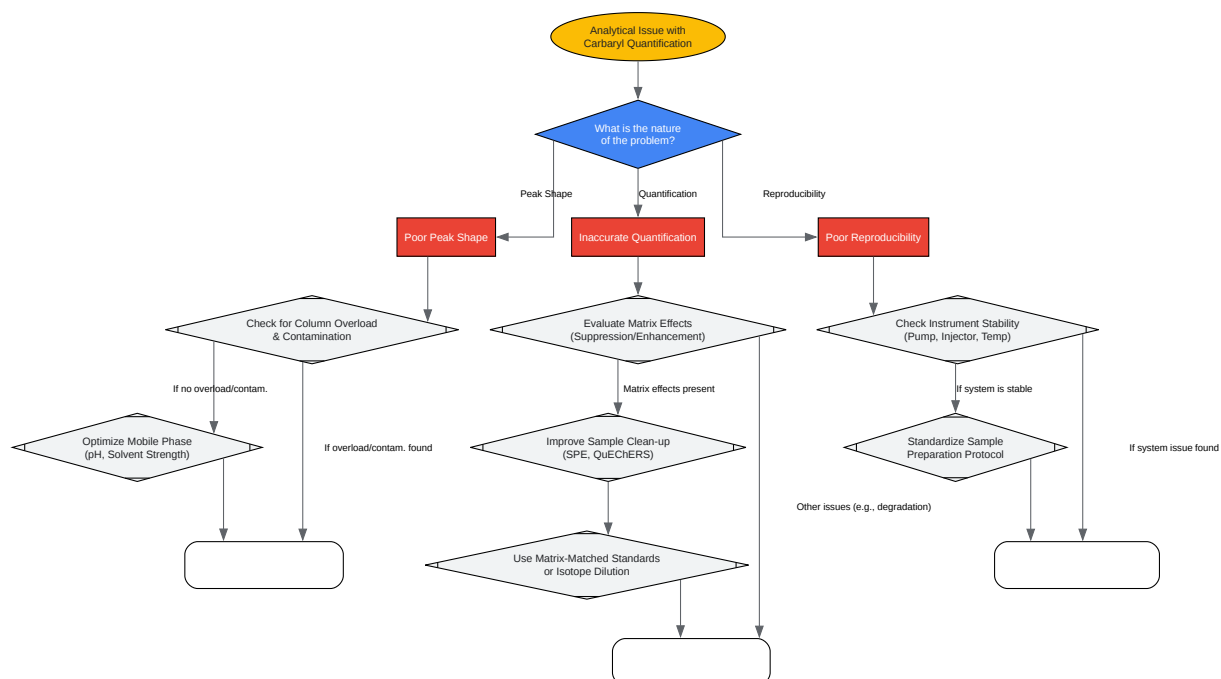 Analytical Issue with
Carbaryl Quantification
What is the nature
of the problem?
Peak Shape
Quantification
Reproducibility
Poor Peak Shape
Inaccurate Quantification
Poor Reproducibility
Check for Column Overload
& Contamination
Evaluate Matrix Effects
(Suppression/Enhancement)
Check Instrument Stability
(Pump, Injector, Temp)
If no overload/contam.
Matrix effects present
If system is stable
Optimize Mobile Phase
(pH, Solvent Strength)
If overload/contam. found
Improve Sample Clean-up
(SPE, QuEChERS)
Standardize Sample
Preparation Protocol
If system issue found
Other issues (e.g., degradation)
Use Matrix-Matched Standards
or Isotope Dilution